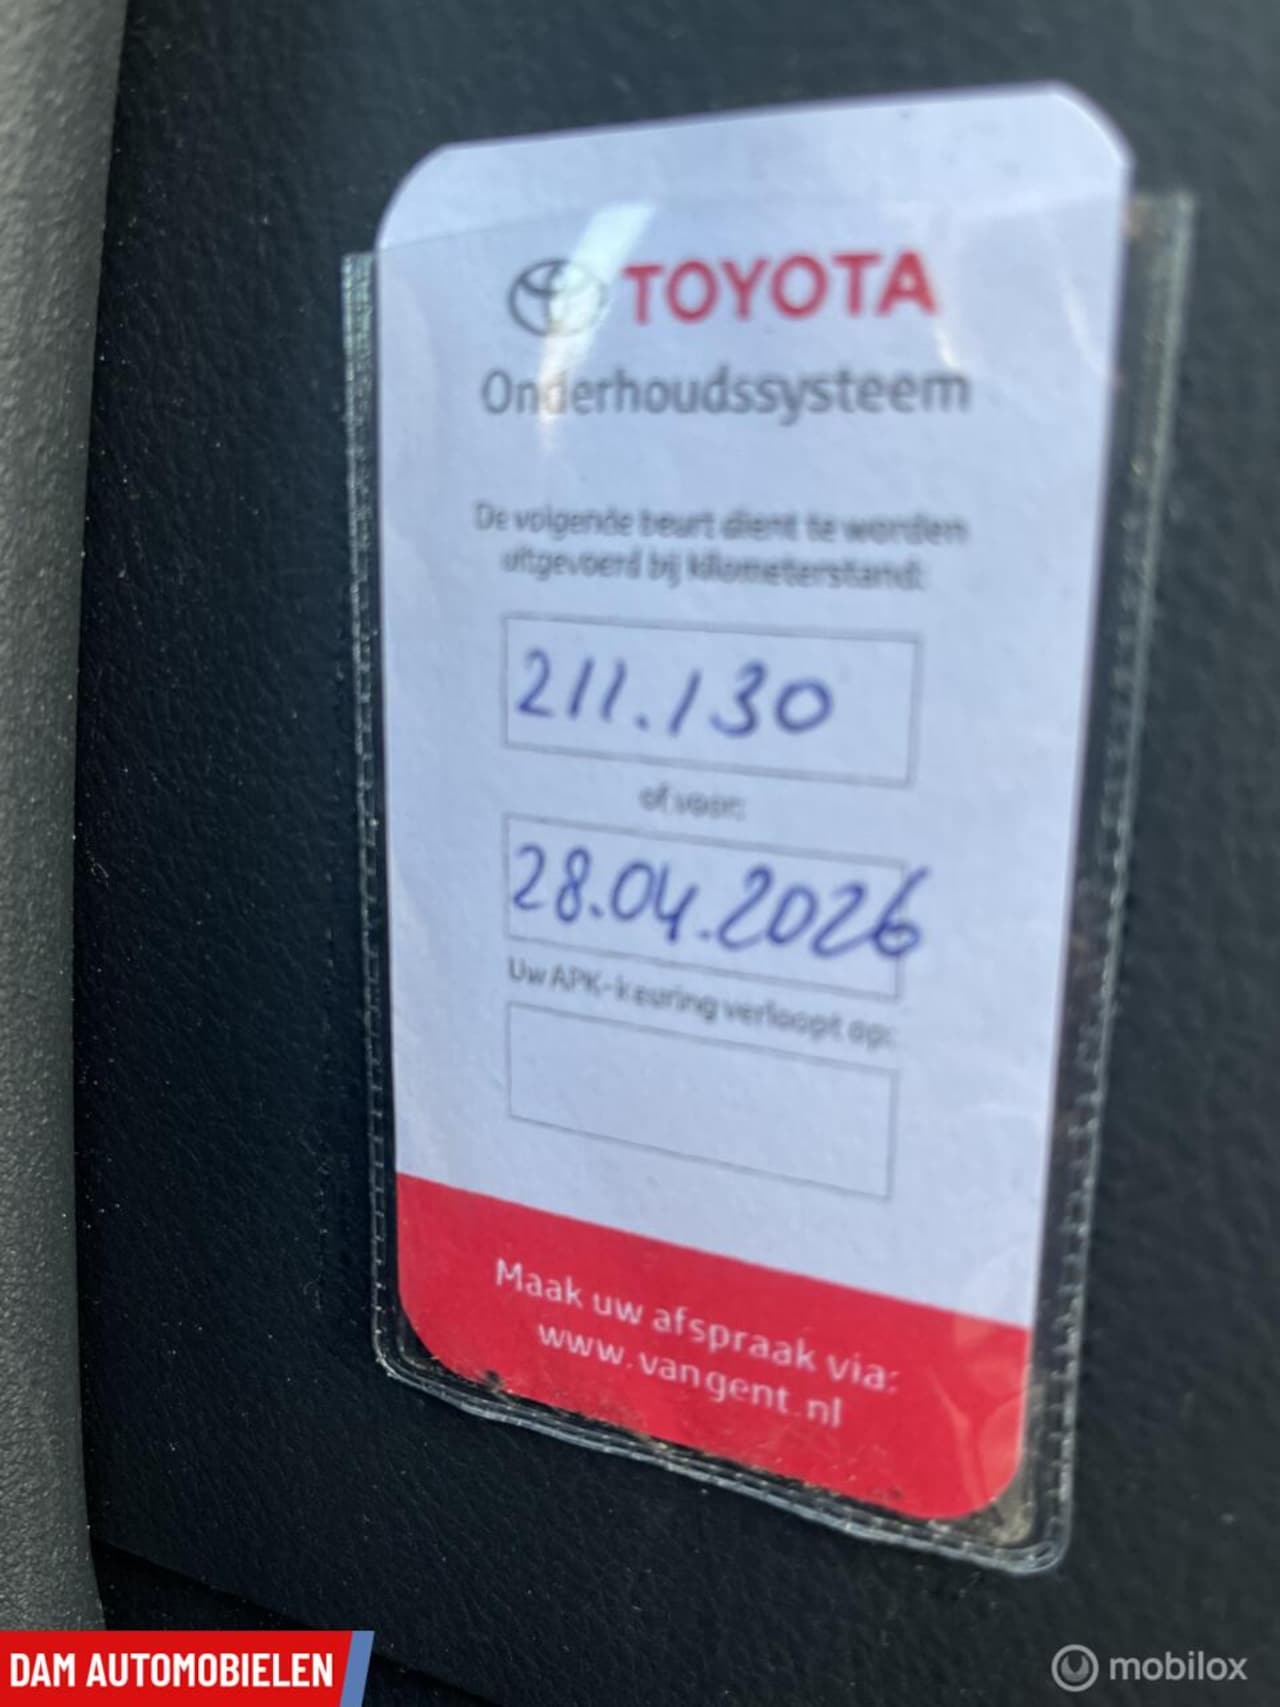 TOYOTA
Onderhoudssysteem
De volgende beurt dient te worden
uitgevoerd bij kilometerstand:
211.130
of voor:
28.04.2026
Uw APK-keuring verloopt op:
Maak uw afspraak via:
www.vangent.nl
DAM AUTOMOBIELEN
mobilox